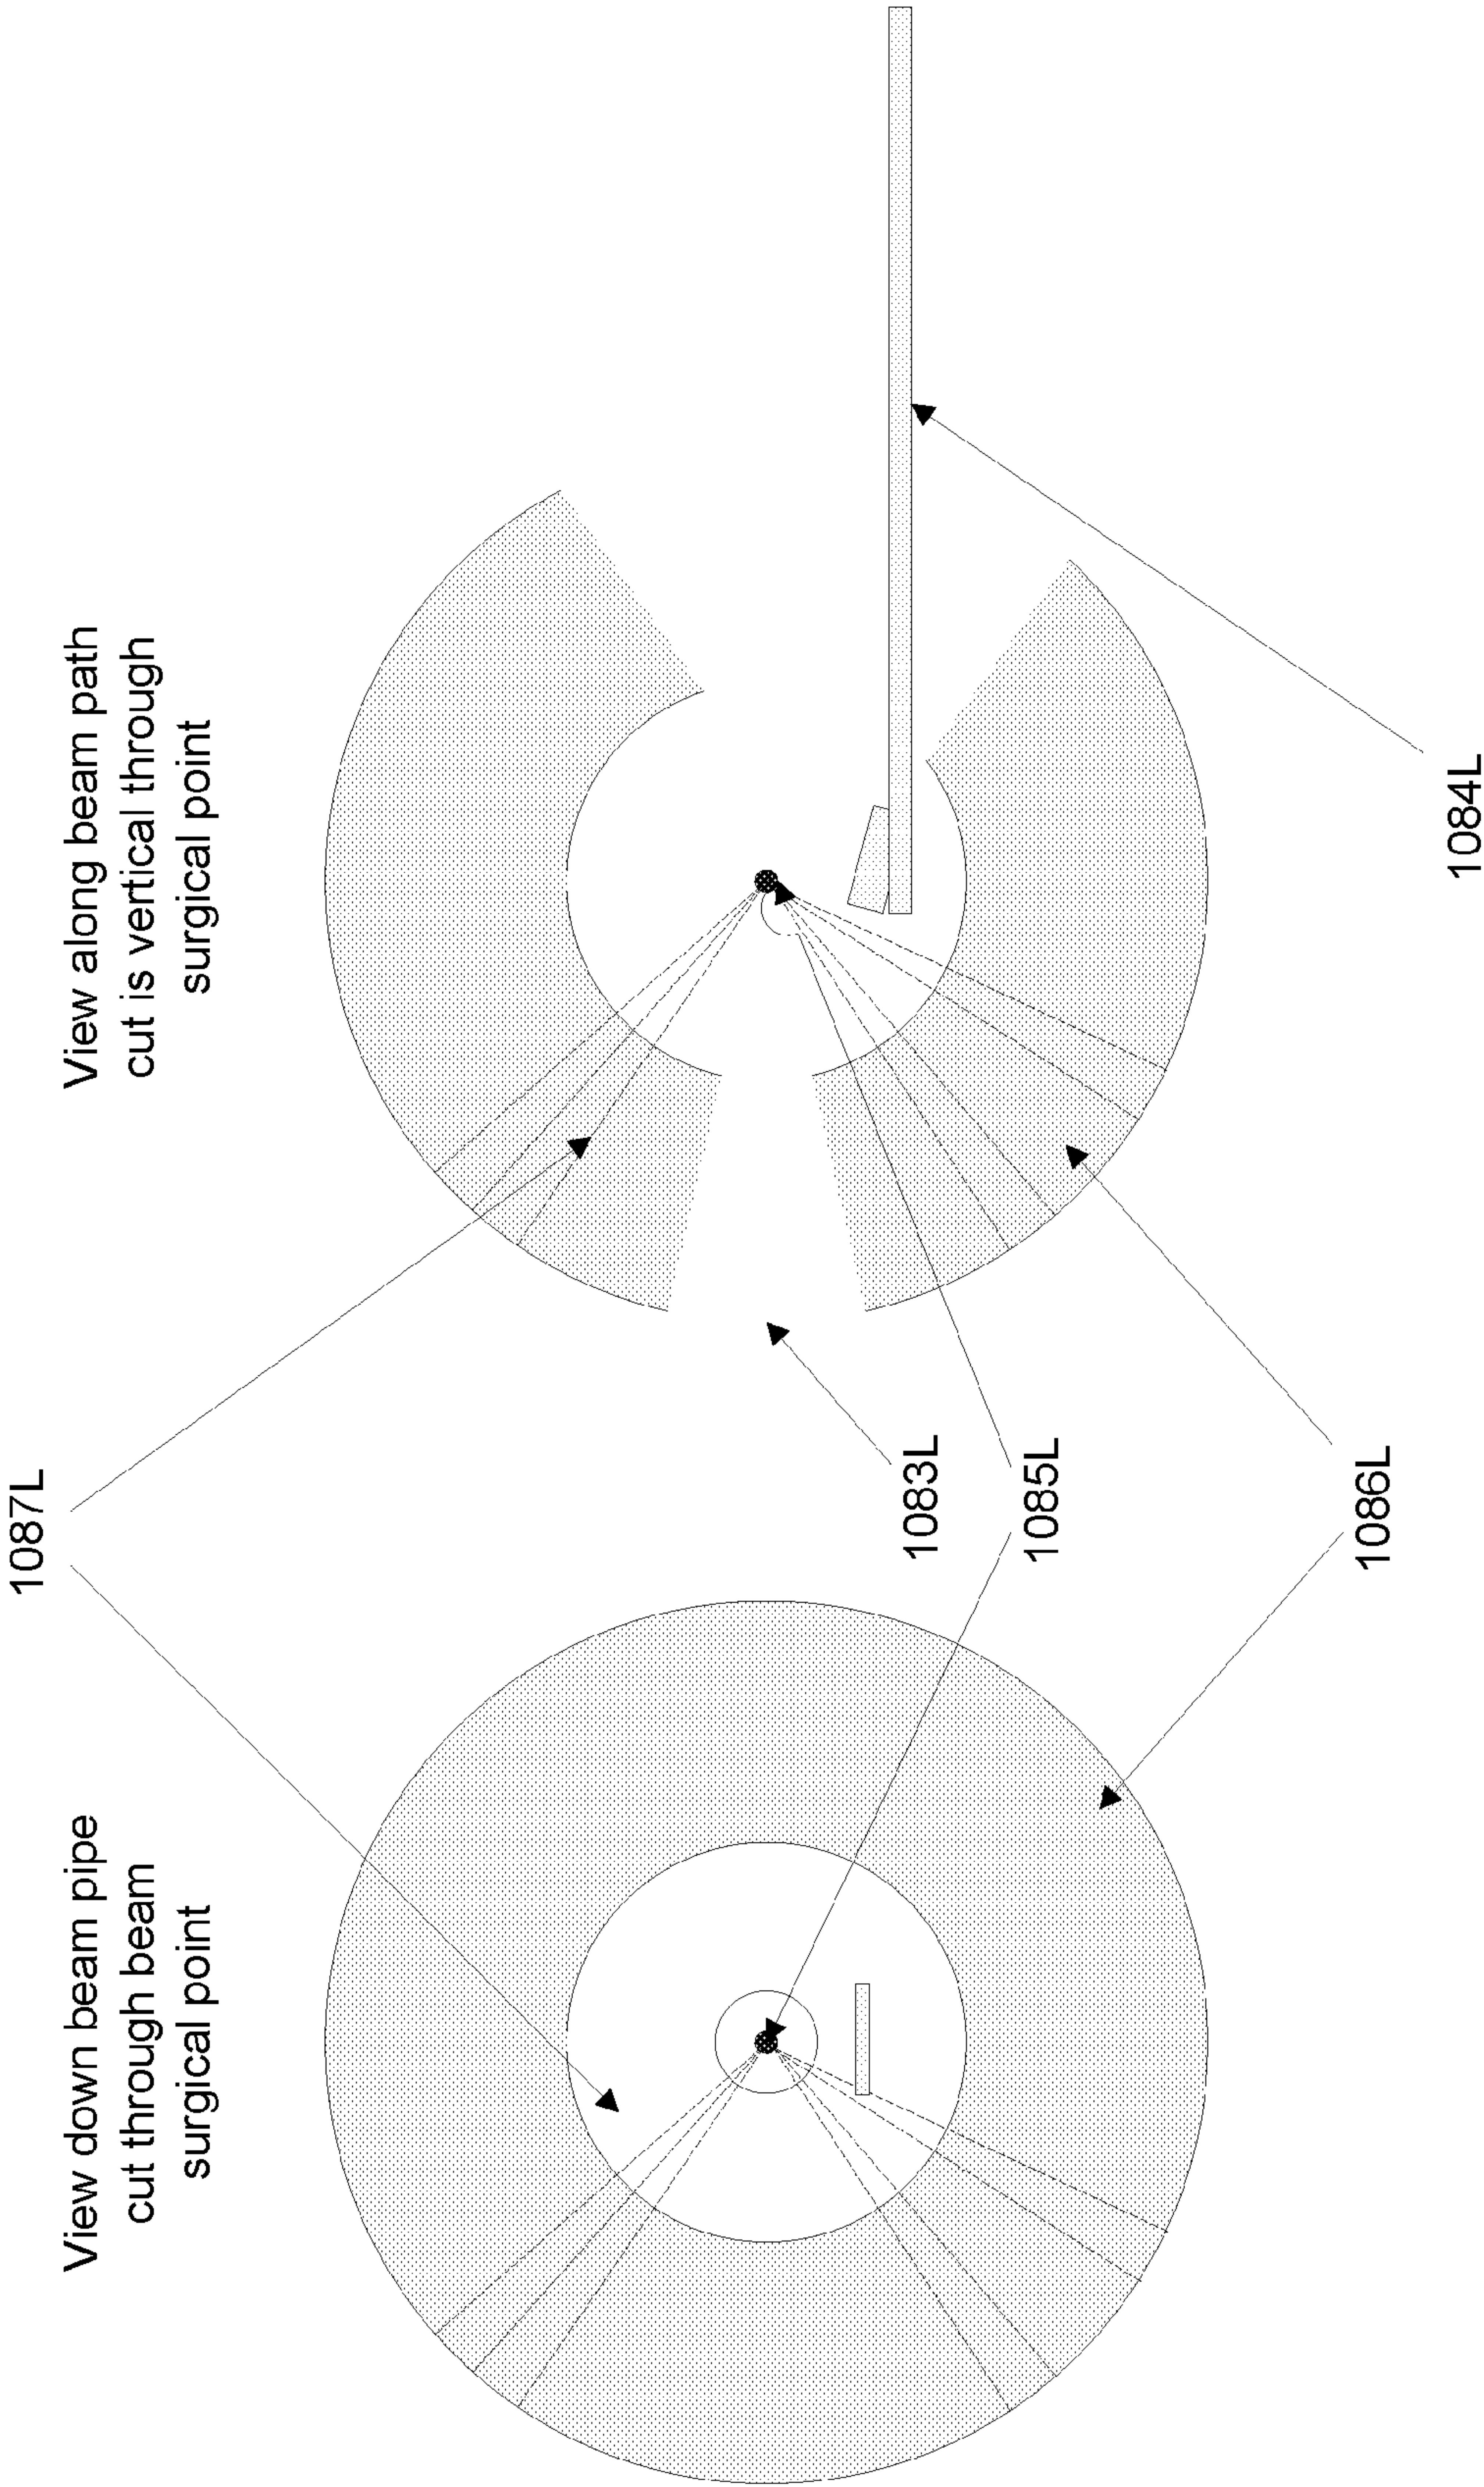 View down beam pipe
cut through beam
surgical point
View along beam path
cut is vertical through
surgical point
1087L
1083L
1085L
1086L
1084L